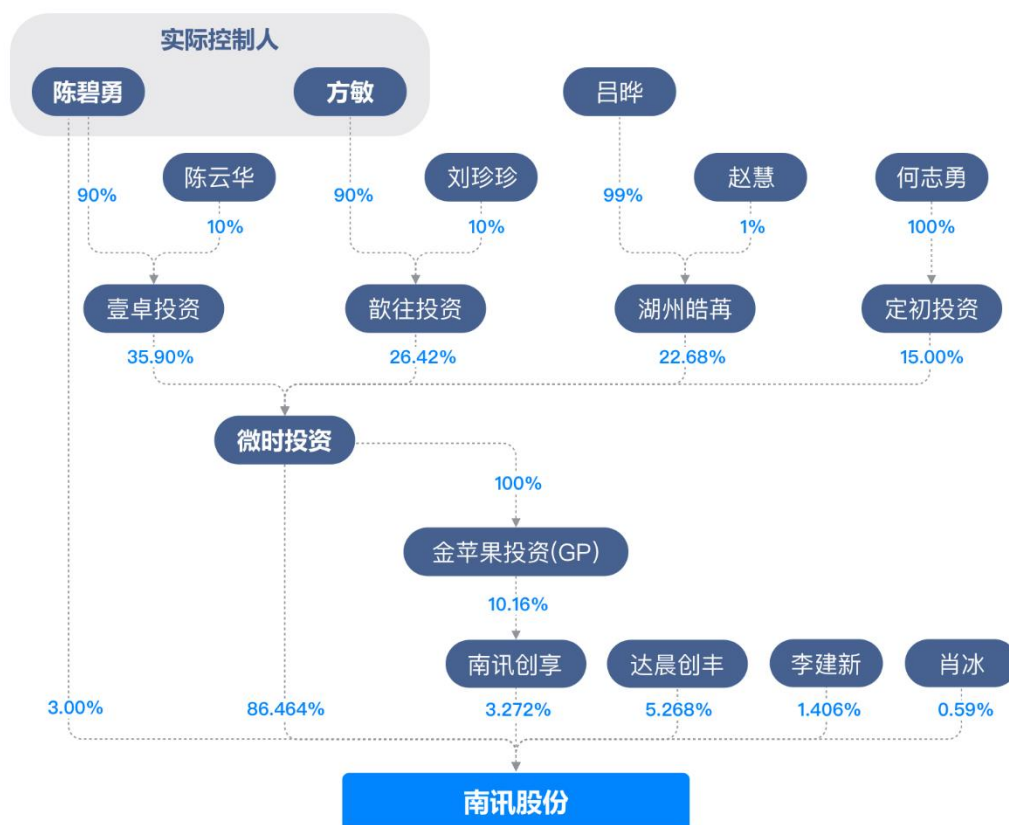 实际控制人
陈碧勇
方敏
吕晔
陈云华
刘珍珍
赵慧
何志勇
90%
10%
90%
10%
99%
1%
100%
壹卓投资
歆往投资
湖州皓苒
定初投资
35.90%
26.42%
22.68%
15.00%
微时投资
100%
金苹果投资(GP)
10.16%
南讯创享
达晨创丰
李建新
肖冰
3.00%
86.464%
3.272%
5.268%
1.406%
0.59%
南讯股份